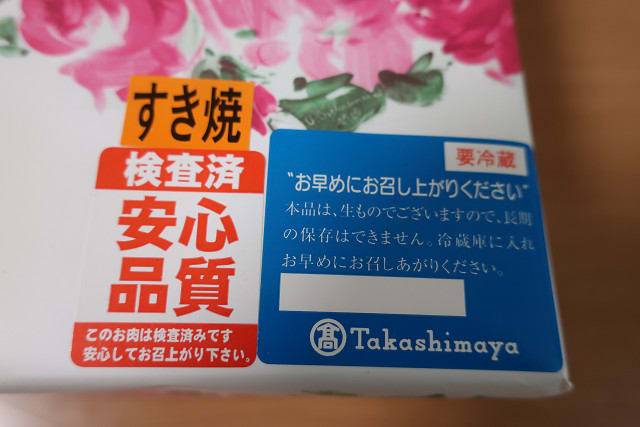 すき焼
検査済
安心
品質
このお肉は検査済みです
安心してお召上がり下さい。
要冷蔵
"お早めにお召し上がりください"
本品は、生ものでございますので、長期
の保存はできません。冷蔵庫に入れ
お早めにお召しあがりください。
髙 Takashimaya